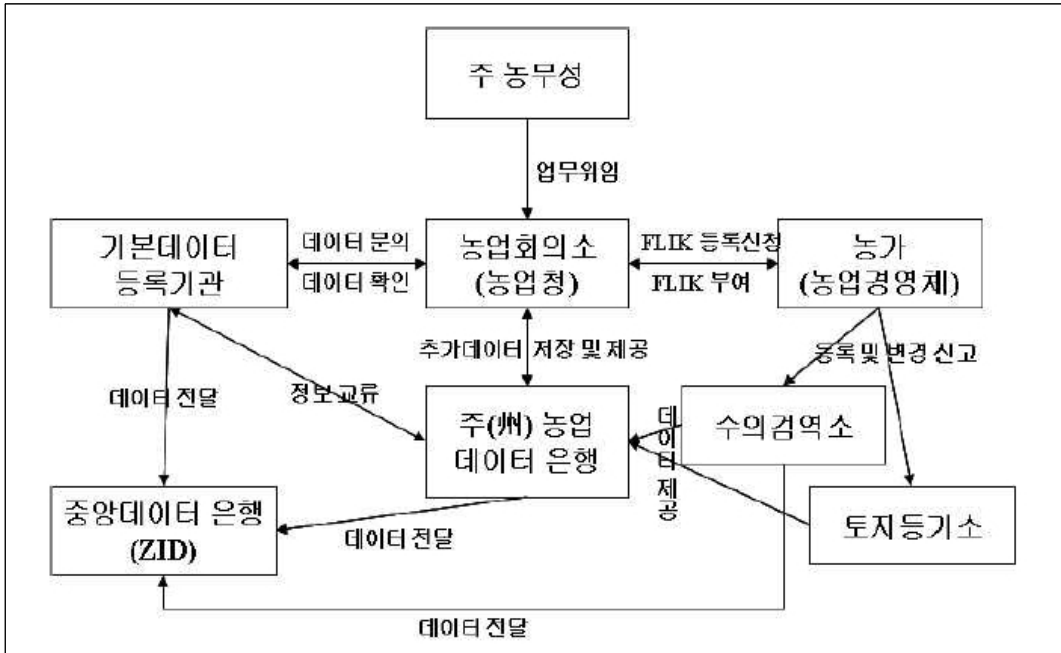 주 농무성
업무위임
기본데이터
등록기관
데이터 문의
데이터 확인
농업회의소
(농업청)
FLIK 등록신청
FLIK 부여
농가
(농업경영체)
추가데이터 저장 및 제공
등록 및 변경 신고
데이터 전달
정보 교류
주(州) 농업
데이터 은행
데이터 제공
수의검역소
중앙데이터 은행
(ZID)
데이터 전달
토지등기소
데이터 전달